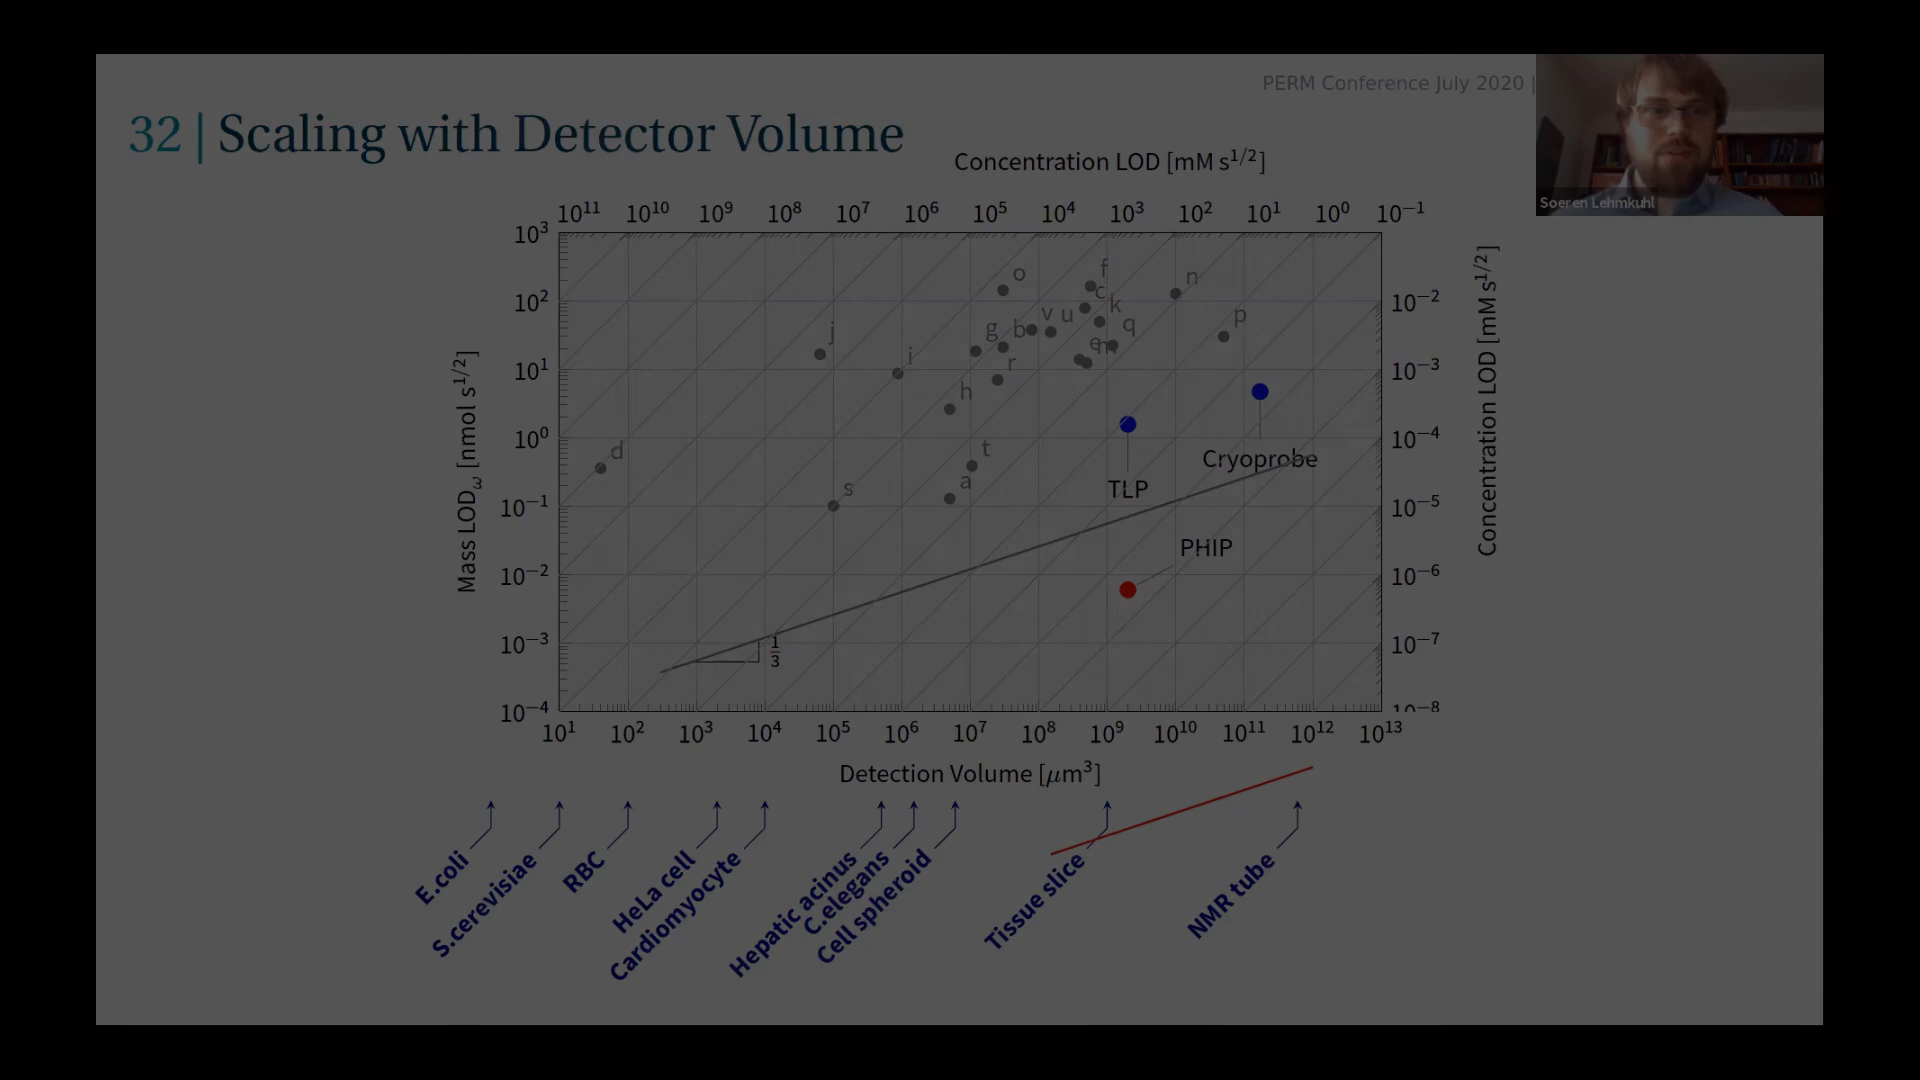 PERM Conference July 2020 |
32 | Scaling with Detector Volume
Soeren Lehmkuhl
Concentration LOD [mM s^1/2]
10^11 10^10 10^9 10^8 10^7 10^6 10^5 10^4 10^3 10^2 10^1 10^0 10^−1
Mass LOD_ω [nmol s^1/2]
10^3
10^2
10^1
10^0
10^−1
10^−2
10^−3
10^−4
o f n
c k
j g b v u q p
i r e m
h
d t
s a
TLP
Cryoprobe
PHIP
1/3
10^−2
10^−3
10^−4
10^−5
10^−6
10^−7
10^−8
Concentration LOD [mM s^1/2]
10^1 10^2 10^3 10^4 10^5 10^6 10^7 10^8 10^9 10^10 10^11 10^12 10^13
Detection Volume [μm^3]
E.coli
S.cerevisiae
RBC
HeLa cell
Cardiomyocyte
Hepatic acinus
C.elegans
Cell spheroid
Tissue slice
NMR tube